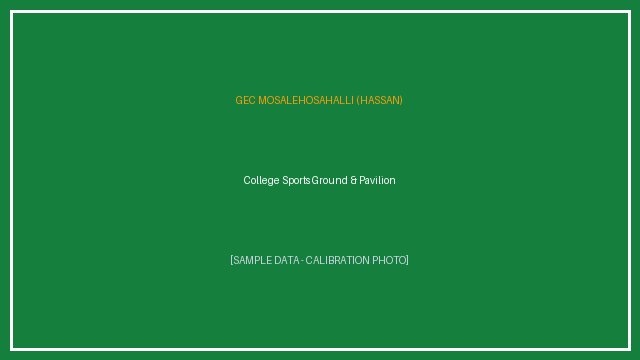 GEC MOSALEHOSAHALLI (HASSAN)
College Sports Ground & Pavilion
[SAMPLE DATA - CALIBRATION PHOTO]